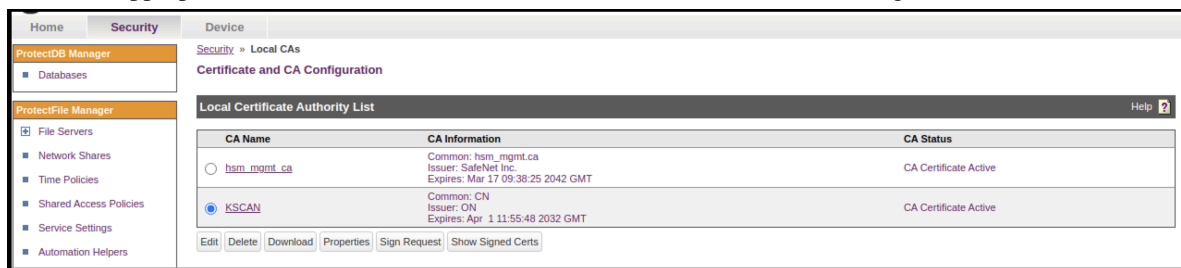 Home Security Device
ProtectDB Manager
Databases
ProtectFile Manager
File Servers
Network Shares
Time Policies
Shared Access Policies
Service Settings
Automation Helpers
Security » Local CAs
Certificate and CA Configuration
Local Certificate Authority List Help ?
CA Name CA Information CA Status
hsm_mgmt_ca
Common: hsm_mgmt.ca
Issuer: SafeNet Inc.
Expires: Mar 17 09:38:25 2042 GMT
CA Certificate Active
KSCAN
Common: CN
Issuer: ON
Expires: Apr 1 11:55:48 2032 GMT
CA Certificate Active
Edit Delete Download Properties Sign Request Show Signed Certs